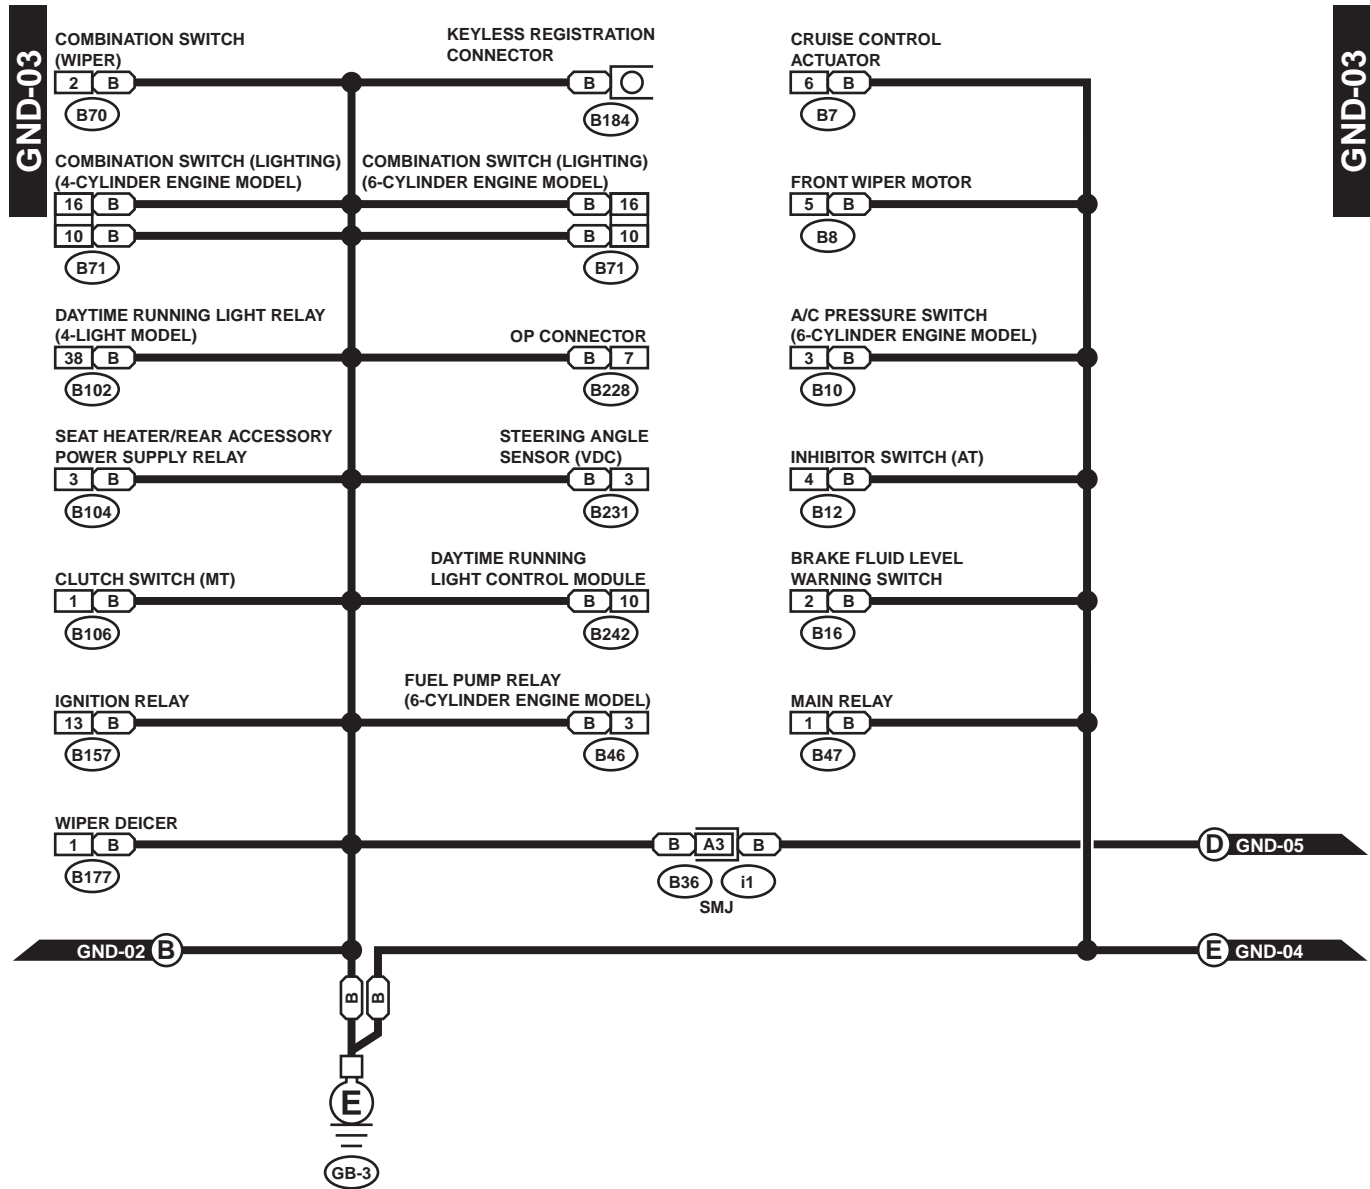 GND-03
GND-03
COMBINATION SWITCH
(WIPER)
2 B
B70
KEYLESS REGISTRATION
CONNECTOR
B
B184
CRUISE CONTROL
ACTUATOR
6 B
B7
COMBINATION SWITCH (LIGHTING)
(4-CYLINDER ENGINE MODEL)
16 B
10 B
B71
COMBINATION SWITCH (LIGHTING)
(6-CYLINDER ENGINE MODEL)
B 16
B 10
B71
FRONT WIPER MOTOR
5 B
B8
DAYTIME RUNNING LIGHT RELAY
(4-LIGHT MODEL)
38 B
B102
OP CONNECTOR
B 7
B228
A/C PRESSURE SWITCH
(6-CYLINDER ENGINE MODEL)
3 B
B10
SEAT HEATER/REAR ACCESSORY
POWER SUPPLY RELAY
3 B
B104
STEERING ANGLE
SENSOR (VDC)
B 3
B231
INHIBITOR SWITCH (AT)
4 B
B12
CLUTCH SWITCH (MT)
1 B
B106
DAYTIME RUNNING
LIGHT CONTROL MODULE
B 10
B242
BRAKE FLUID LEVEL
WARNING SWITCH
2 B
B16
IGNITION RELAY
13 B
B157
FUEL PUMP RELAY
(6-CYLINDER ENGINE MODEL)
B 3
B46
MAIN RELAY
1 B
B47
WIPER DEICER
1 B
B177
B A3 B
B36 i1
SMJ
D GND-05
GND-02 B
E GND-04
B B
E
GB-3